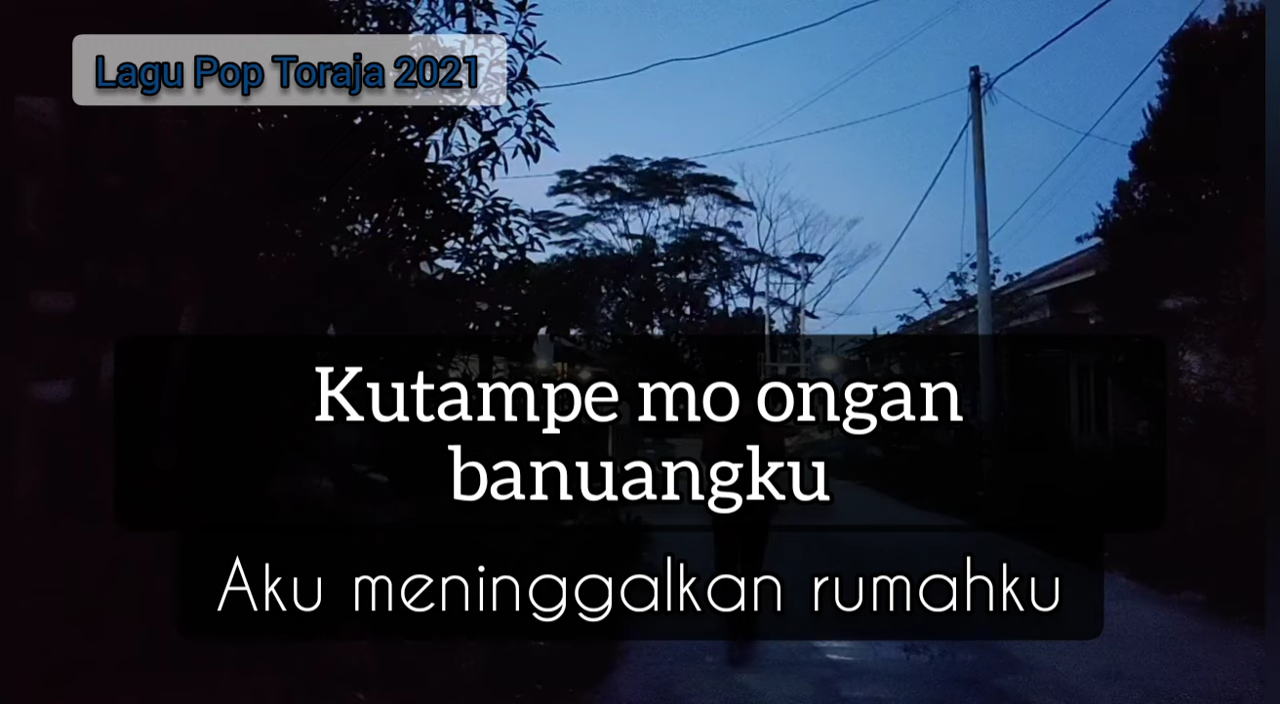 Lagu Pop Toraja 2021
Kutampe mo ongan
banuangku
Aku meninggalkan rumahku